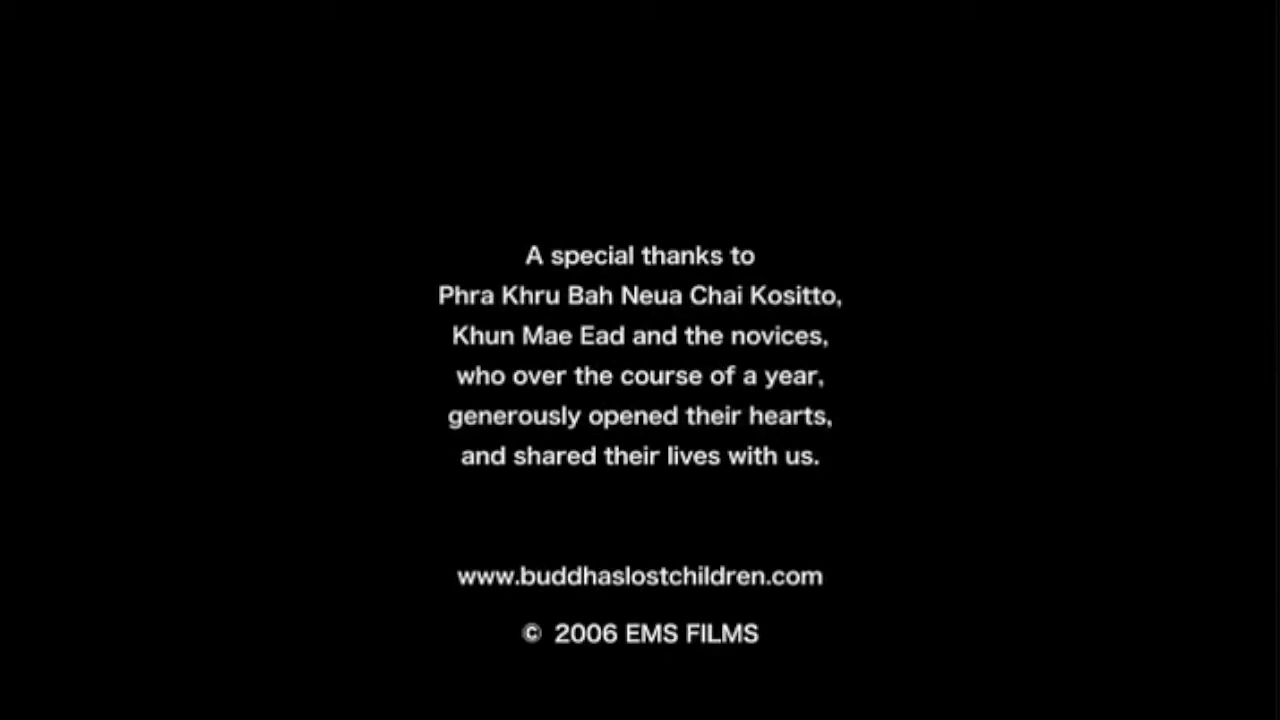 A special thanks to
Phra Khru Bah Neua Chai Kositto,
Khun Mae Ead and the novices,
who over the course of a year,
generously opened their hearts,
and shared their lives with us.
www.buddhaslostchildren.com
© 2006 EMS FILMS